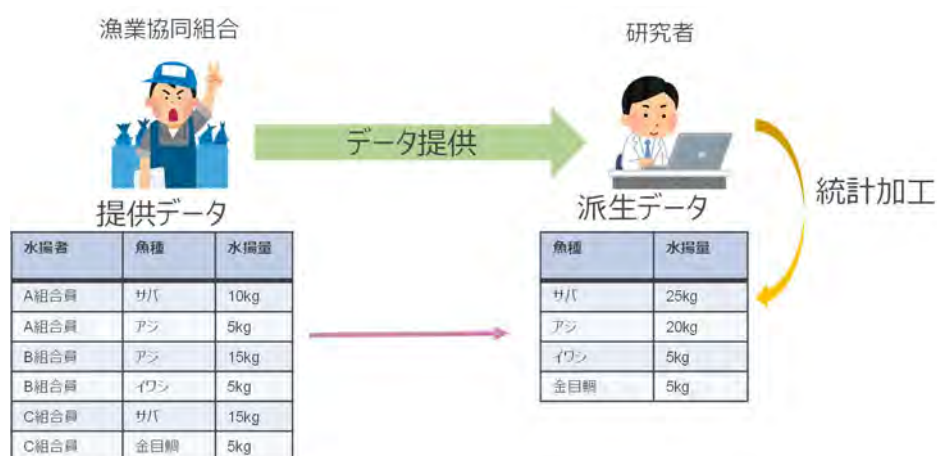 漁業協同組合
研究者
データ提供
統計加工
提供データ
派生データ
水揚者 魚種 水揚量
A組合員 サバ 10kg
A組合員 アジ 5kg
B組合員 アジ 15kg
B組合員 イワシ 5kg
C組合員 サバ 15kg
C組合員 金目鯛 5kg
魚種 水揚量
サバ 25kg
アジ 20kg
イワシ 5kg
金目鯛 5kg